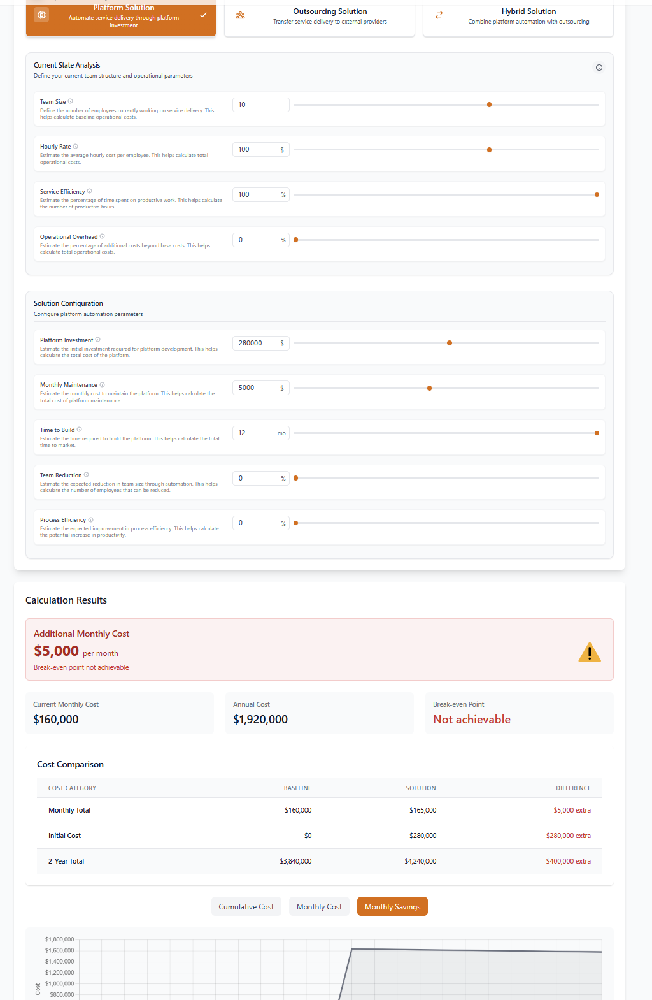 Platform Solution
Automate service delivery through platform
investment
Outsourcing Solution
Transfer service delivery to external providers
Hybrid Solution
Combine platform automation with outsourcing
Current State Analysis
Define your current team structure and operational parameters
Team Size
Define the number of employees currently working on service delivery. This
helps calculate baseline operational costs.
10
Hourly Rate
Estimate the average hourly cost per employee. This helps calculate total
operational costs.
100 $
Service Efficiency
Estimate the percentage of time spent on productive work. This helps calculate
the number of productive hours.
100 %
Operational Overhead
Estimate the percentage of additional costs beyond base costs. This helps
calculate total operational costs.
0 %
Solution Configuration
Configure platform automation parameters
Platform Investment
Estimate the initial investment required for platform development. This helps
calculate the total cost of the platform.
280000 $
Monthly Maintenance
Estimate the monthly cost to maintain the platform. This helps calculate the
total cost of platform maintenance.
5000 $
Time to Build
Estimate the time required to build the platform. This helps calculate the total
time to market.
12 mo
Team Reduction
Estimate the expected reduction in team size through automation. This helps
calculate the number of employees that can be reduced.
0 %
Process Efficiency
Estimate the expected improvement in process efficiency. This helps calculate
the potential increase in productivity.
0 %
Calculation Results
Additional Monthly Cost
$5,000 per month
Break-even point not achievable
Current Monthly Cost
$160,000
Annual Cost
$1,920,000
Break-even Point
Not achievable
Cost Comparison
COST CATEGORY BASELINE SOLUTION DIFFERENCE
Monthly Total $160,000 $165,000 $5,000 extra
Initial Cost $0 $280,000 $280,000 extra
2-Year Total $3,840,000 $4,240,000 $400,000 extra
Cumulative Cost
Monthly Cost
Monthly Savings
$1,800,000
$1,600,000
$1,400,000
$1,200,000
$1,000,000
$800,000
Cost